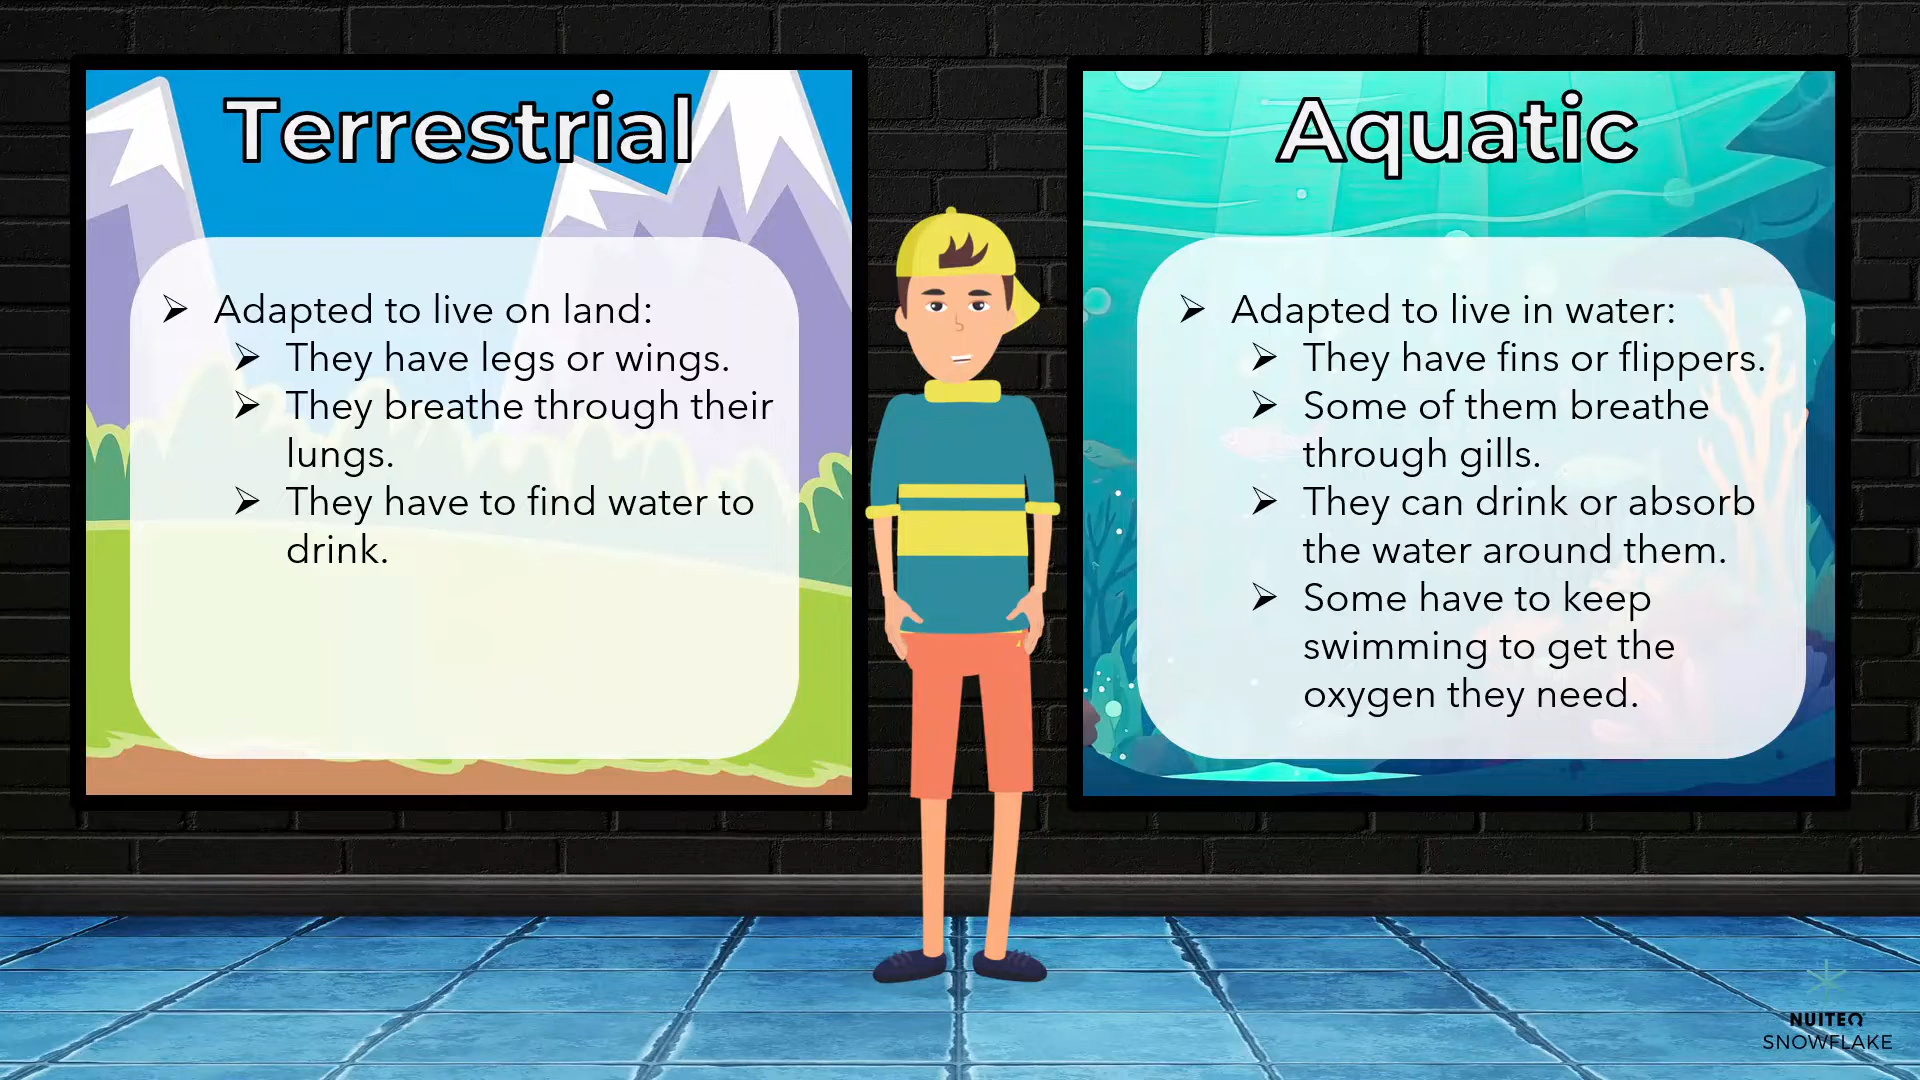 Terrestrial
➢ Adapted to live on land:
➢ They have legs or wings.
➢ They breathe through their
lungs.
➢ They have to find water to
drink.
Aquatic
➢ Adapted to live in water:
➢ They have fins or flippers.
➢ Some of them breathe
through gills.
➢ They can drink or absorb
the water around them.
➢ Some have to keep
swimming to get the
oxygen they need.
NUITEQ
SNOWFLAKE